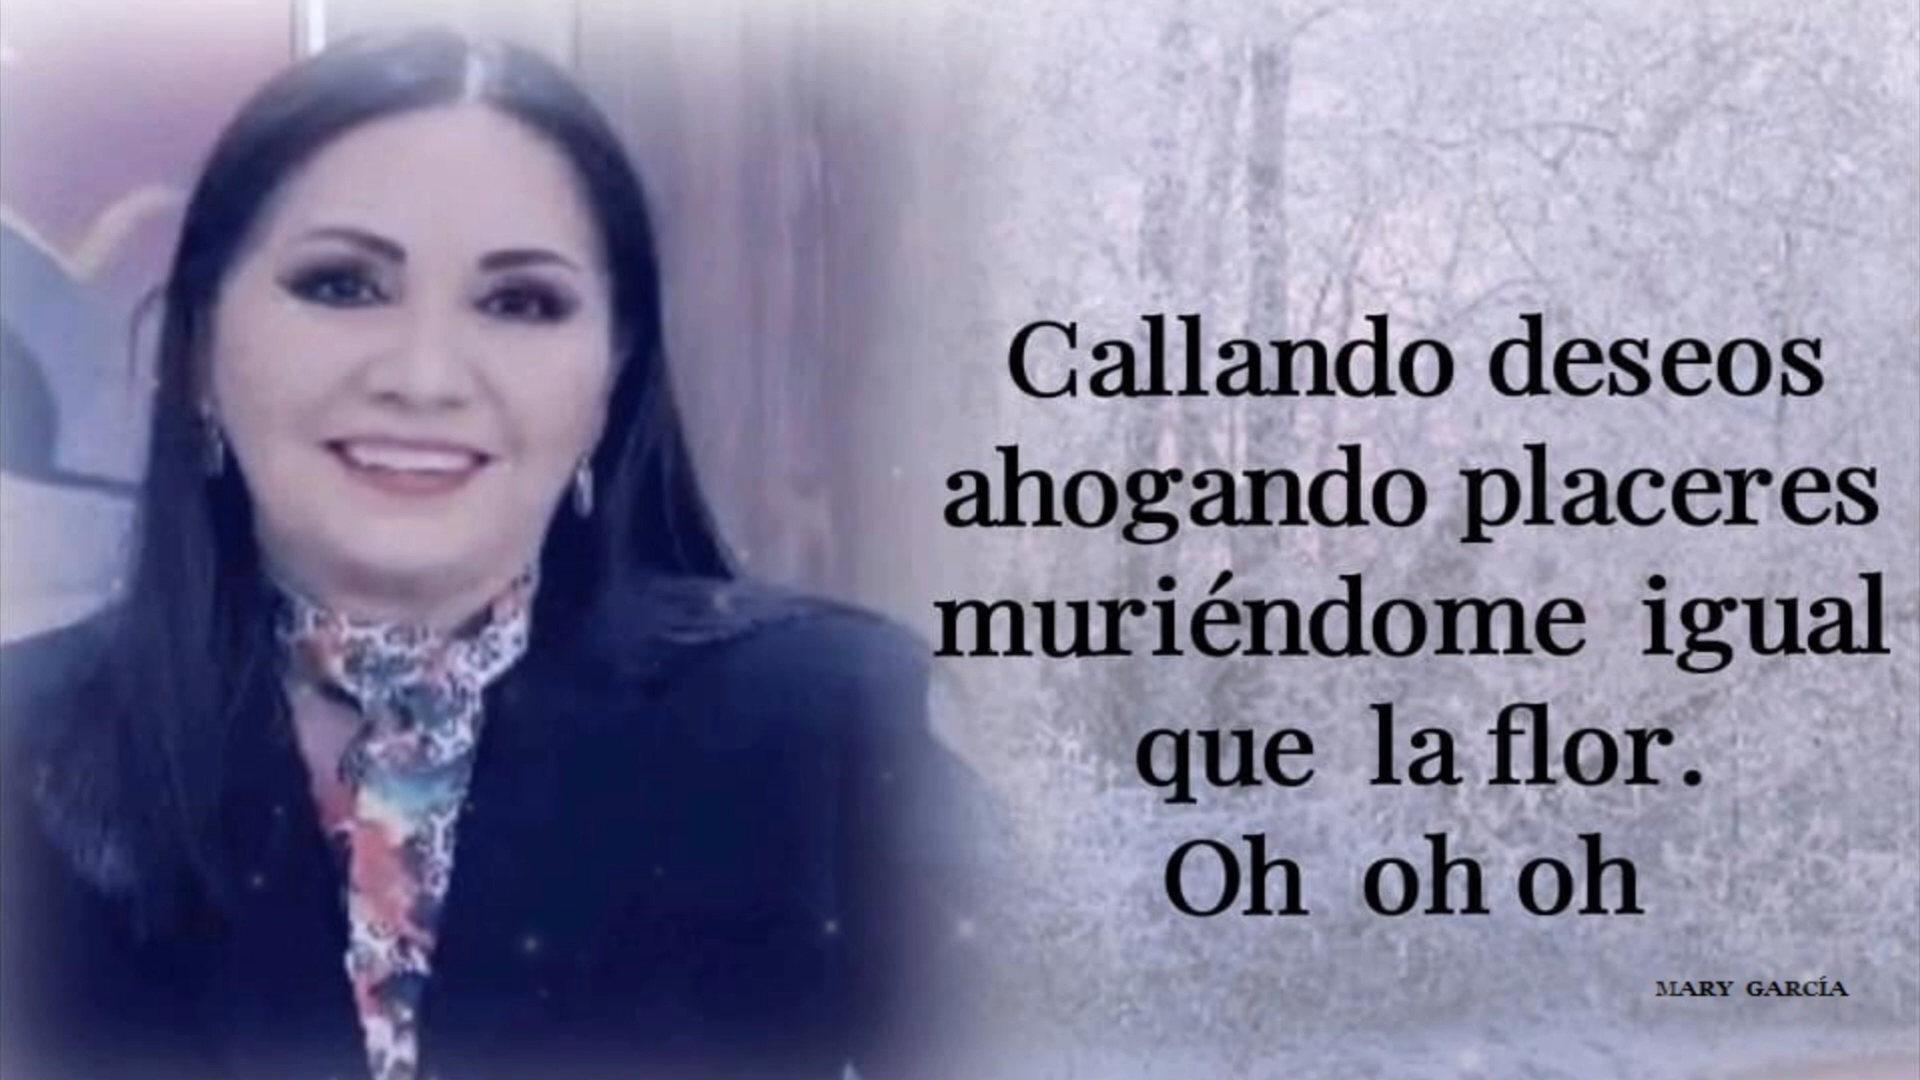 Callando deseos
ahogando placeres
muriéndome igual
que la flor.
Oh oh oh
MARY GARCÍA